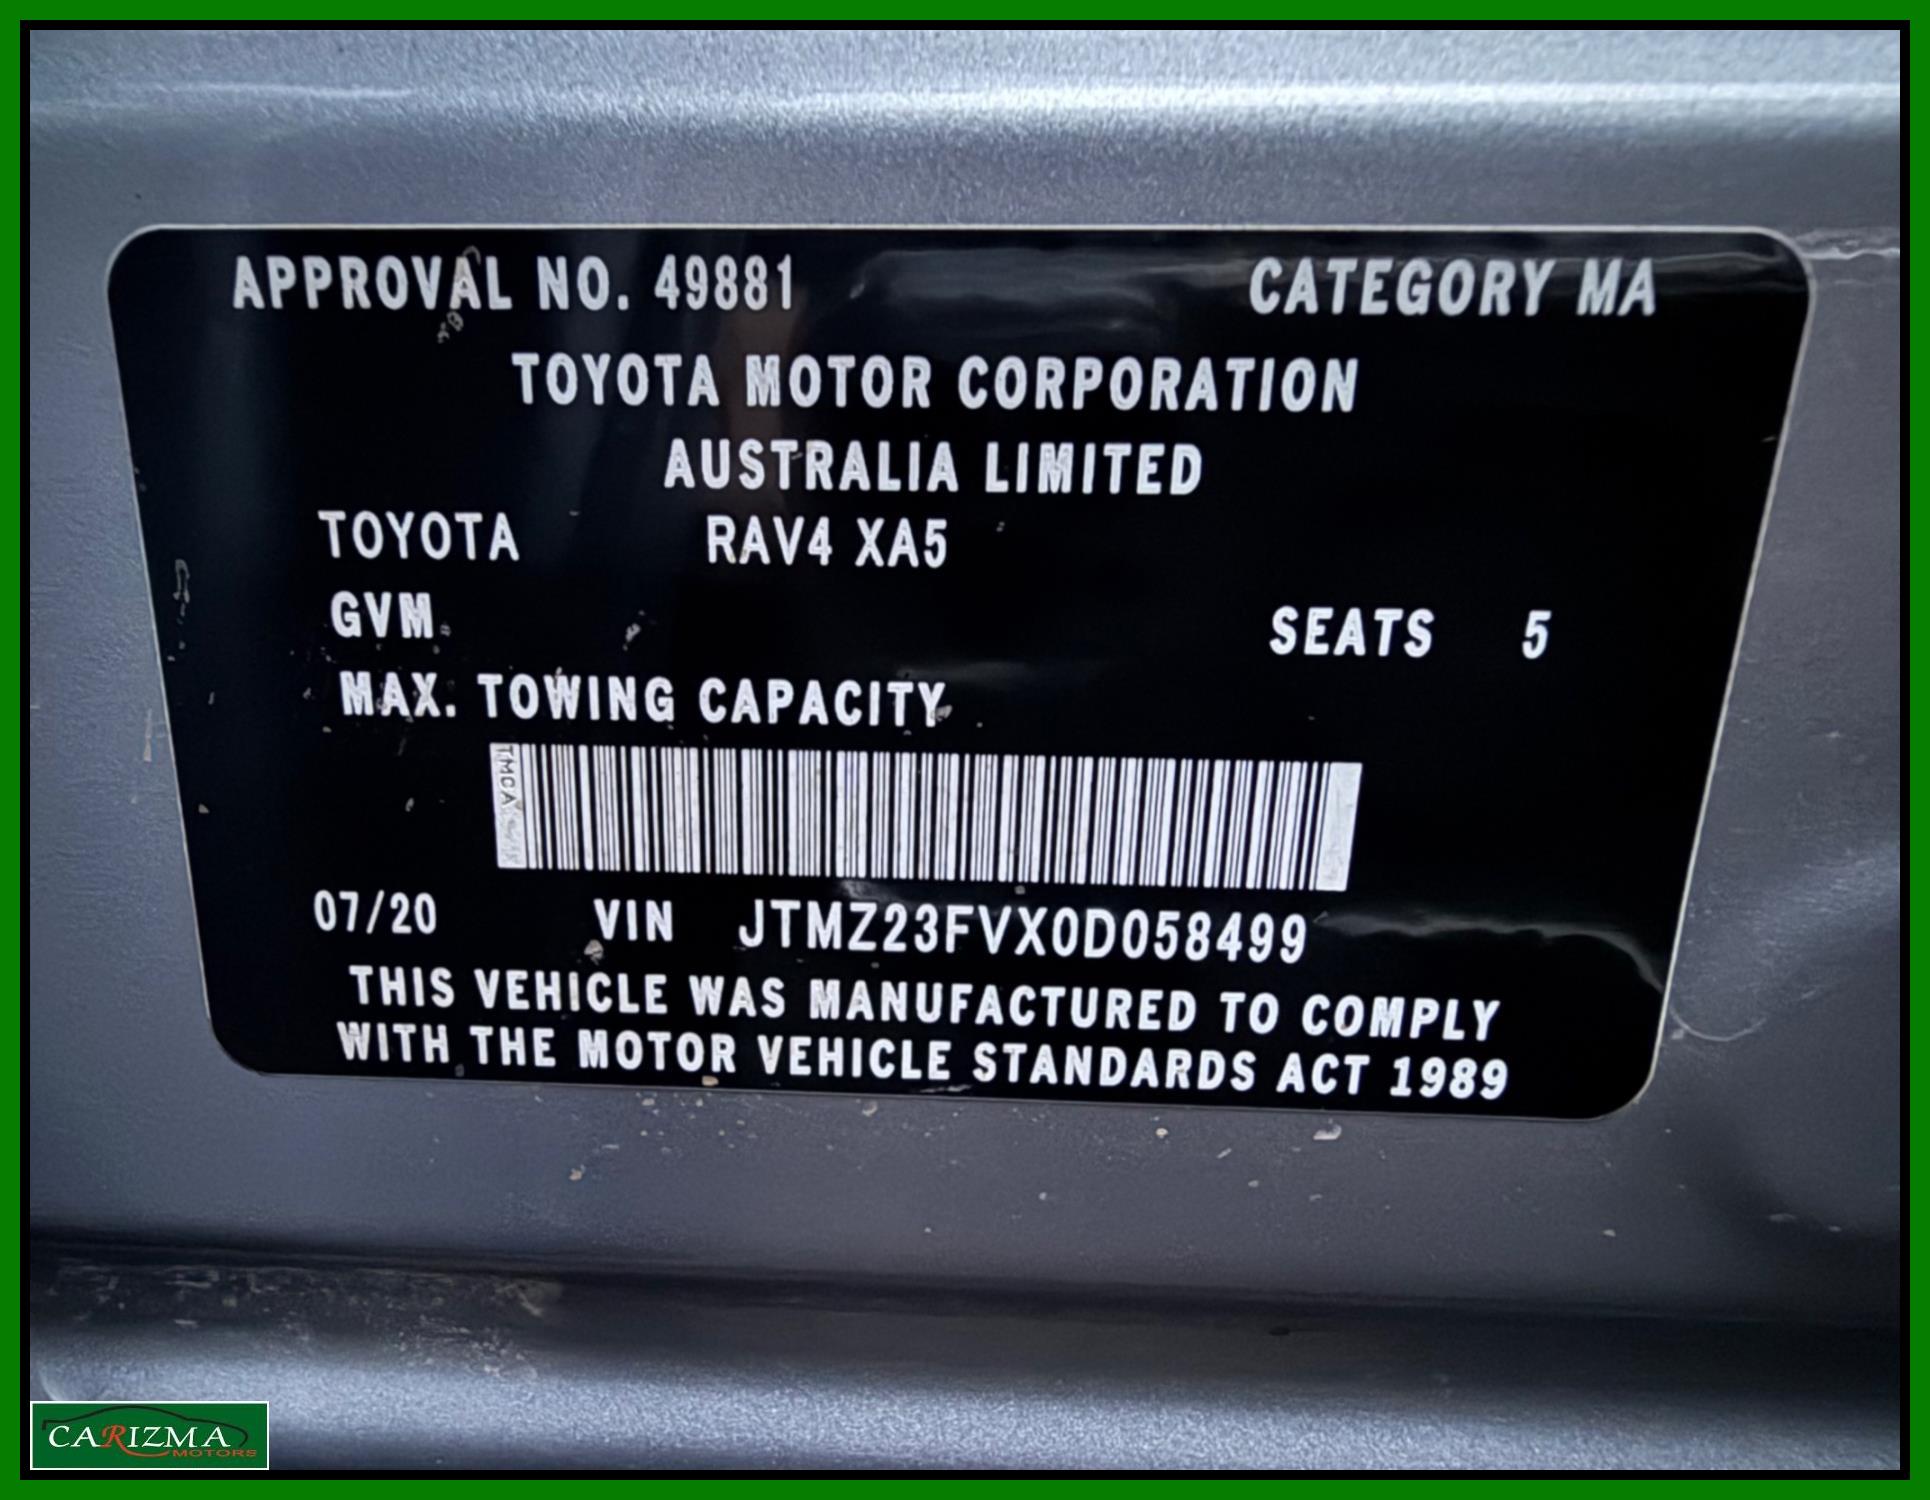 APPROVAL NO. 49881 CATEGORY MA
TOYOTA MOTOR CORPORATION
AUSTRALIA LIMITED
TOYOTA RAV4 XA5
GVM SEATS 5
MAX. TOWING CAPACITY
TMCA
07/20 VIN JTMZ23FVX0D058499
THIS VEHICLE WAS MANUFACTURED TO COMPLY
WITH THE MOTOR VEHICLE STANDARDS ACT 1989
CARIZMA
MOTORS